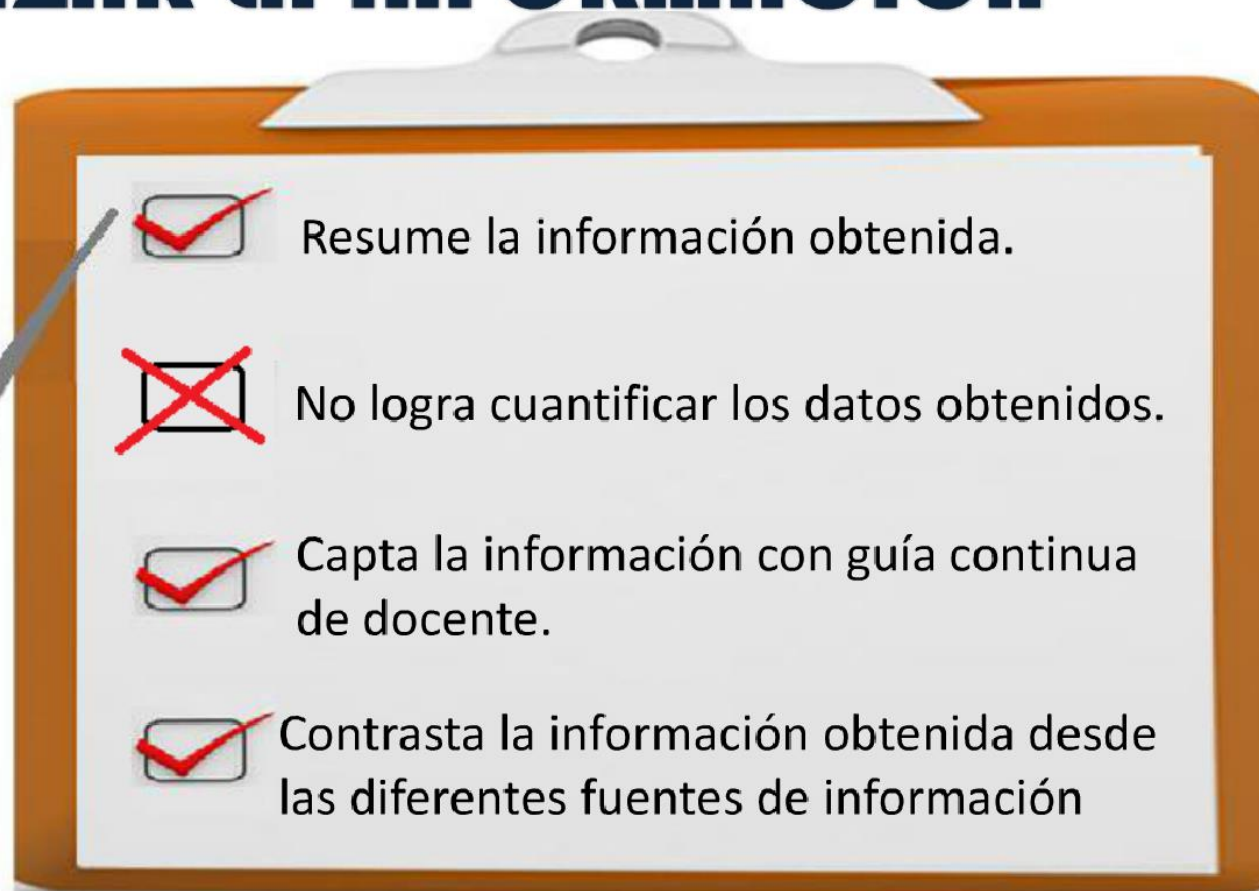 Resume la información obtenida.
No logra cuantificar los datos obtenidos.
Capta la información con guía continua
de docente.
Contrasta la información obtenida desde
las diferentes fuentes de información